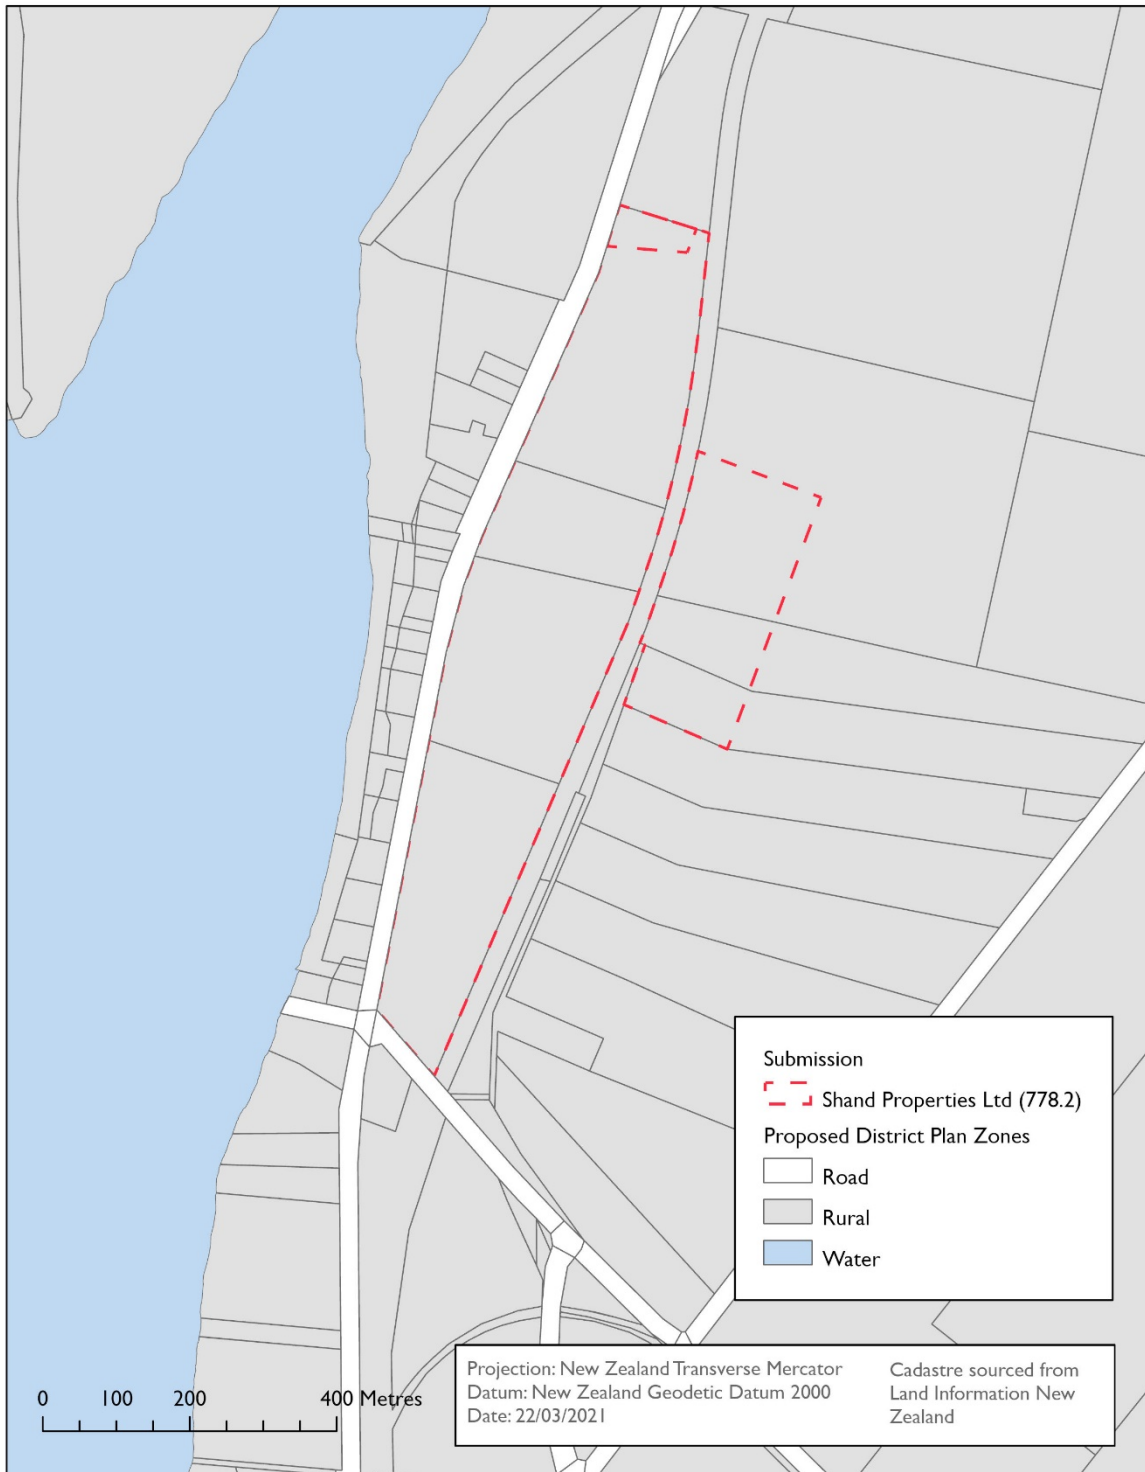 Submission
Shand Properties Ltd (778.2)
Proposed District Plan Zones
Road
Rural
Water
0 100 200 400 Metres
Projection: New Zealand Transverse Mercator
Datum: New Zealand Geodetic Datum 2000
Date: 22/03/2021
Cadastre sourced from
Land Information New
Zealand